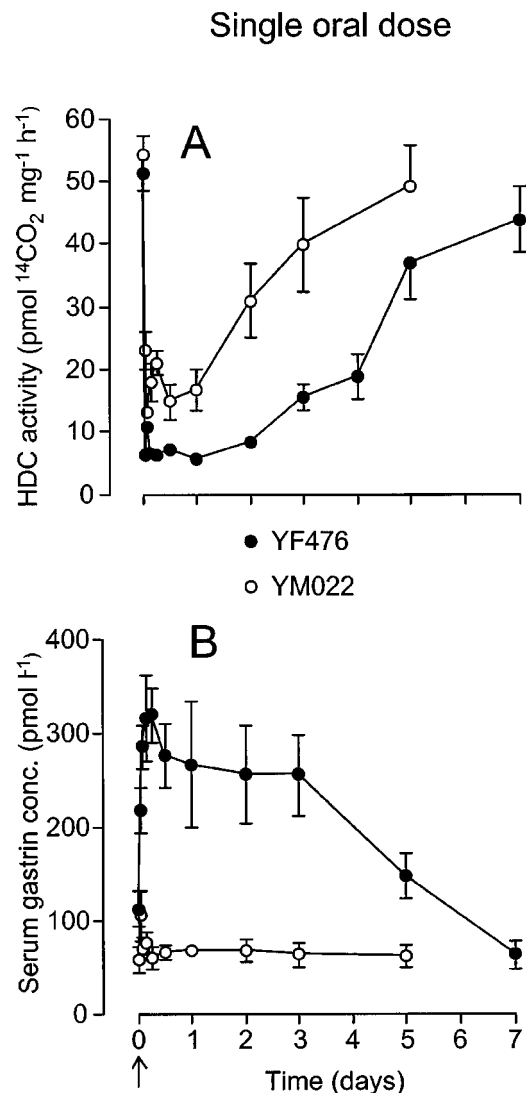 Single oral dose
A
HDC activity (pmol ¹⁴CO₂ mg⁻¹ h⁻¹)
60
50
40
30
20
10
0
YF476
YM022
B
Serum gastrin conc. (pmol l⁻¹)
400
300
200
100
0
0 1 2 3 4 5 6 7
Time (days)